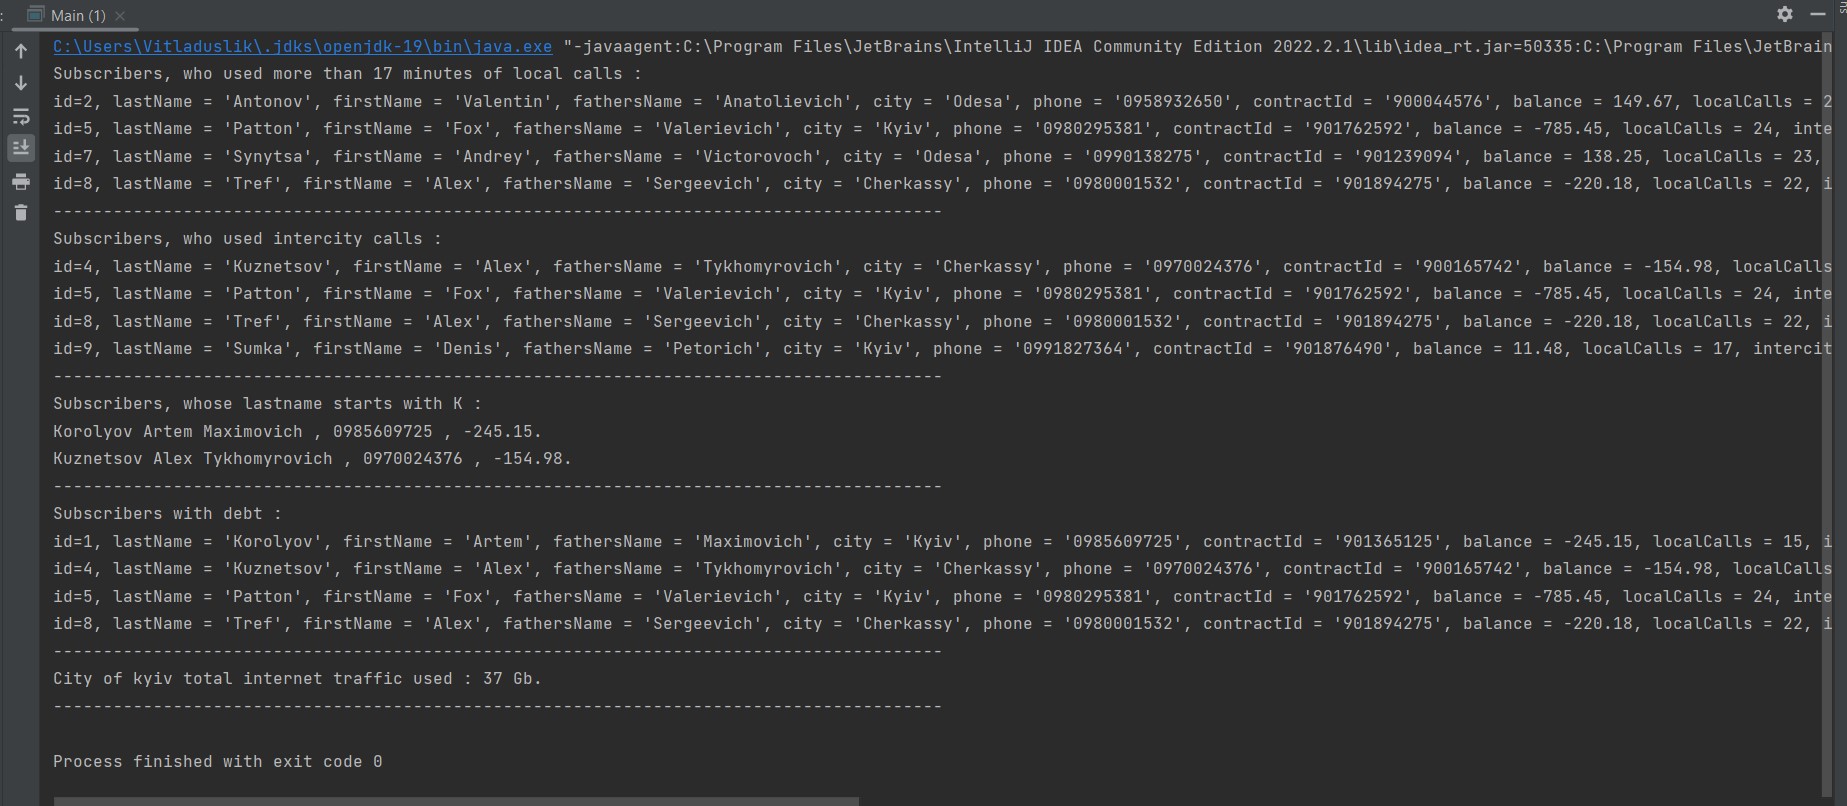 Main (1)
C:\Users\Vitladuslik\.jdks\openjdk-19\bin\java.exe "-javaagent:C:\Program Files\JetBrains\IntelliJ IDEA Community Edition 2022.2.1\lib\idea_rt.jar=50335:C:\Program Files\JetBrain
Subscribers, who used more than 17 minutes of local calls :
id=2, lastName = 'Antonov', firstName = 'Valentin', fathersName = 'Anatolievich', city = 'Odesa', phone = '0958932650', contractId = '900044576', balance = 149.67, localCalls = 2
id=5, lastName = 'Patton', firstName = 'Fox', fathersName = 'Valerievich', city = 'Kyiv', phone = '0980295381', contractId = '901762592', balance = -785.45, localCalls = 24, inte
id=7, lastName = 'Synytsa', firstName = 'Andrey', fathersName = 'Victorovoch', city = 'Odesa', phone = '0990138275', contractId = '901239094', balance = 138.25, localCalls = 23,
id=8, lastName = 'Tref', firstName = 'Alex', fathersName = 'Sergeevich', city = 'Cherkassy', phone = '0980001532', contractId = '901894275', balance = -220.18, localCalls = 22, i
-----------------------------------------------------------------------------------------
Subscribers, who used intercity calls :
id=4, lastName = 'Kuznetsov', firstName = 'Alex', fathersName = 'Tykhomyrovich', city = 'Cherkassy', phone = '0970024376', contractId = '900165742', balance = -154.98, localCalls
id=5, lastName = 'Patton', firstName = 'Fox', fathersName = 'Valerievich', city = 'Kyiv', phone = '0980295381', contractId = '901762592', balance = -785.45, localCalls = 24, inte
id=8, lastName = 'Tref', firstName = 'Alex', fathersName = 'Sergeevich', city = 'Cherkassy', phone = '0980001532', contractId = '901894275', balance = -220.18, localCalls = 22, i
id=9, lastName = 'Sumka', firstName = 'Denis', fathersName = 'Petorich', city = 'Kyiv', phone = '0991827364', contractId = '901876490', balance = 11.48, localCalls = 17, intercit
-----------------------------------------------------------------------------------------
Subscribers, whose lastname starts with K :
Korolyov Artem Maximovich , 0985609725 , -245.15.
Kuznetsov Alex Tykhomyrovich , 0970024376 , -154.98.
-----------------------------------------------------------------------------------------
Subscribers with debt :
id=1, lastName = 'Korolyov', firstName = 'Artem', fathersName = 'Maximovich', city = 'Kyiv', phone = '0985609725', contractId = '901365125', balance = -245.15, localCalls = 15, i
id=4, lastName = 'Kuznetsov', firstName = 'Alex', fathersName = 'Tykhomyrovich', city = 'Cherkassy', phone = '0970024376', contractId = '900165742', balance = -154.98, localCalls
id=5, lastName = 'Patton', firstName = 'Fox', fathersName = 'Valerievich', city = 'Kyiv', phone = '0980295381', contractId = '901762592', balance = -785.45, localCalls = 24, inte
id=8, lastName = 'Tref', firstName = 'Alex', fathersName = 'Sergeevich', city = 'Cherkassy', phone = '0980001532', contractId = '901894275', balance = -220.18, localCalls = 22, i
-----------------------------------------------------------------------------------------
City of kyiv total internet traffic used : 37 Gb.
-----------------------------------------------------------------------------------------
Process finished with exit code 0